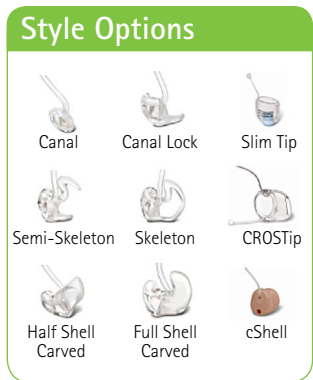 Style Options
Canal
Canal Lock
Slim Tip
Semi-Skeleton
Skeleton
CROSTip
Half Shell
Carved
Full Shell
Carved
cShell